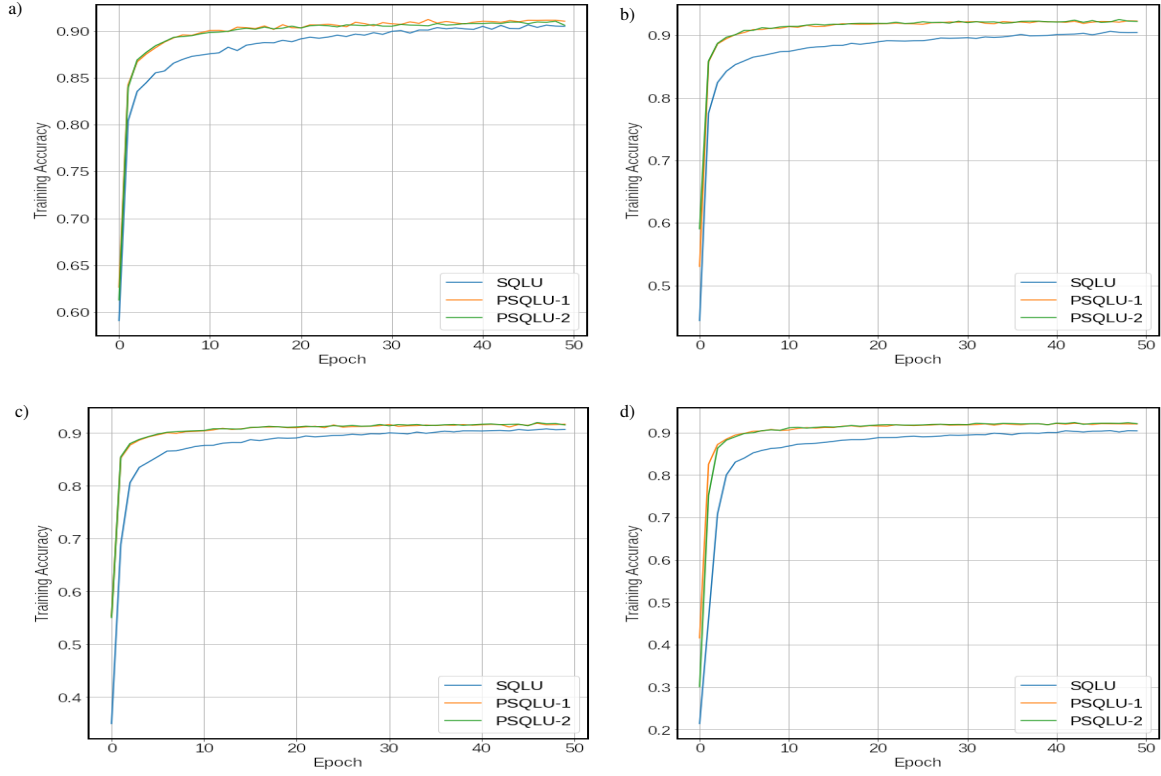 a)
0.90
0.85
0.80
0.75
0.70
0.65
0.60
Training Accuracy
SQLU
PSQLU-1
PSQLU-2
0 10 20 30 40 50
Epoch
b)
0.9
0.8
0.7
0.6
0.5
Training Accuracy
SQLU
PSQLU-1
PSQLU-2
0 10 20 30 40 50
Epoch
c)
0.9
0.8
0.7
0.6
0.5
0.4
Training Accuracy
SQLU
PSQLU-1
PSQLU-2
0 10 20 30 40 50
Epoch
d)
0.9
0.8
0.7
0.6
0.5
0.4
0.3
0.2
Training Accuracy
SQLU
PSQLU-1
PSQLU-2
0 10 20 30 40 50
Epoch